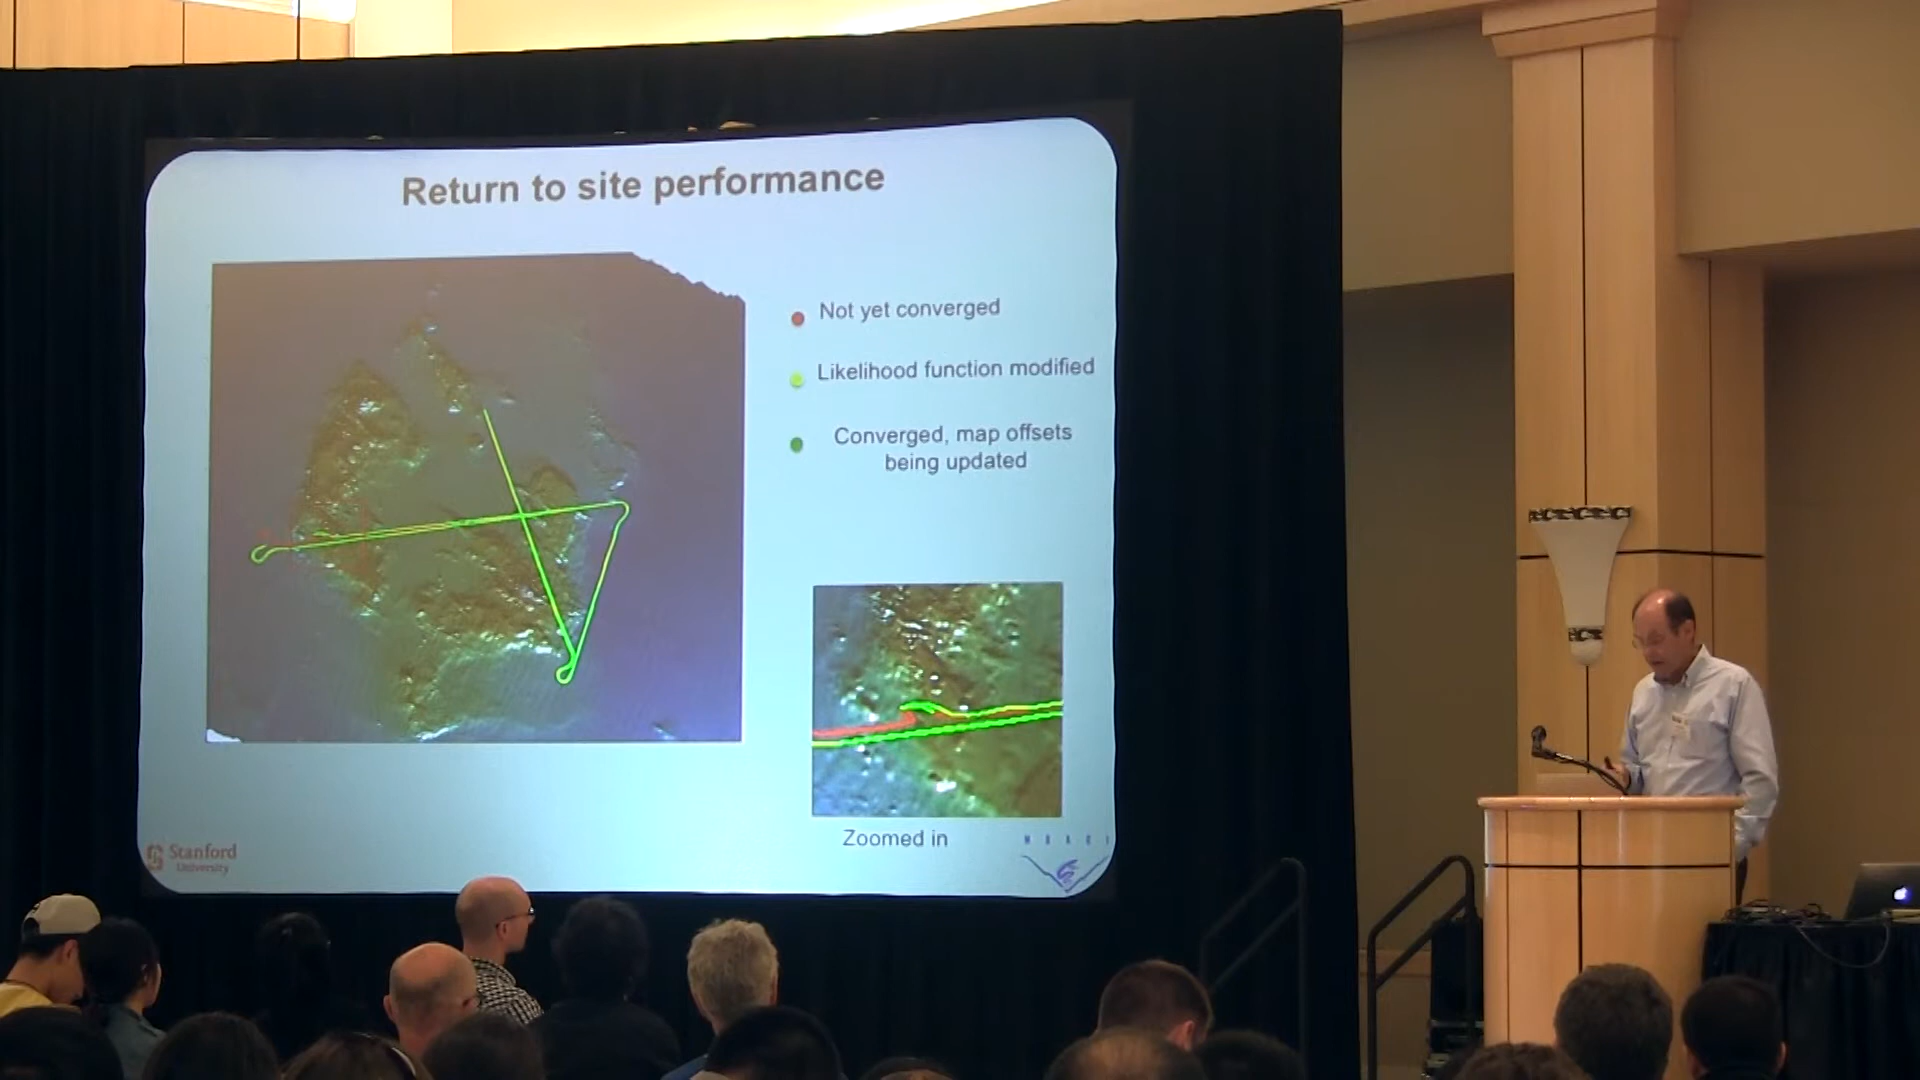 Return to site performance
Not yet converged
Likelihood function modified
Converged, map offsets
being updated
Zoomed in
Stanford
University
M B A R I